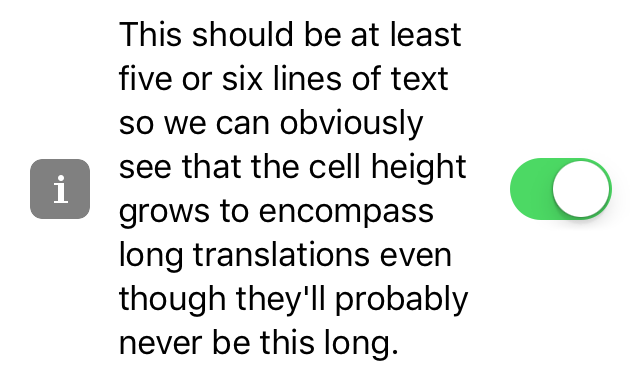 This should be at least
five or six lines of text
so we can obviously
see that the cell height
grows to encompass
long translations even
though they'll probably
never be this long.